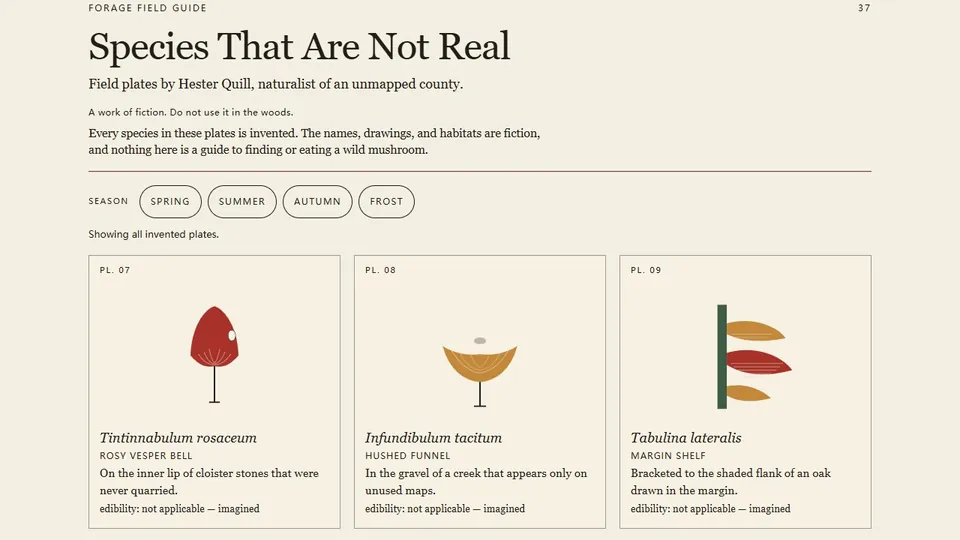 FORAGE FIELD GUIDE
37
Species That Are Not Real
Field plates by Hester Quill, naturalist of an unmapped county.
A work of fiction. Do not use it in the woods.
Every species in these plates is invented. The names, drawings, and habitats are fiction,
and nothing here is a guide to finding or eating a wild mushroom.
SEASON
SPRING
SUMMER
AUTUMN
FROST
Showing all invented plates.
PL. 07
Tintinnabulum rosaceum
ROSY VESPER BELL
On the inner lip of cloister stones that were
never quarried.
edibility: not applicable — imagined
PL. 08
Infundibulum tacitum
HUSHED FUNNEL
In the gravel of a creek that appears only on
unused maps.
edibility: not applicable — imagined
PL. 09
Tabulina lateralis
MARGIN SHELF
Bracketed to the shaded flank of an oak
drawn in the margin.
edibility: not applicable — imagined